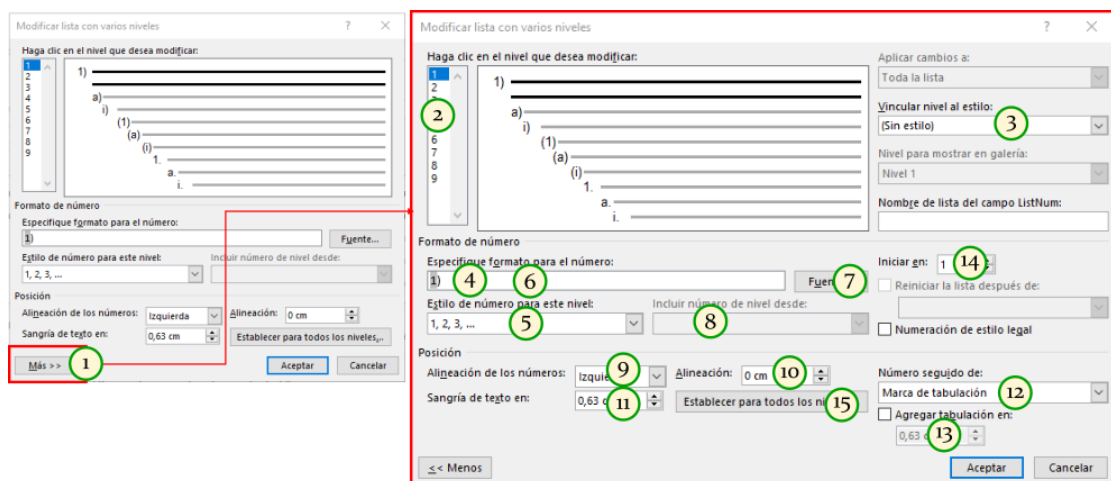 Modificar lista con varios niveles ? ×
Haga clic en el nivel que desea modificar:
1
2
3
4
5
6
7
8
9
1)
a)
i)
(1)
(a)
(i)
1.
a.
i.
Formato de número
Especifique formato para el número:
1)
Fuente...
Estilo de número para este nivel: Incluir número de nivel desde:
1, 2, 3, ...
Posición
Alineación de los números: Izquierda Alineación: 0 cm
Sangría de texto en: 0,63 cm Establecer para todos los niveles...
Más >> 1 Aceptar Cancelar
Modificar lista con varios niveles ? ×
Haga clic en el nivel que desea modificar:
1
2
2
6
7
8
9
1)
a)
i)
(1)
(a)
(i)
1.
a.
i.
Aplicar cambios a:
Toda la lista
Vincular nivel al estilo:
(Sin estilo) 3
Nivel para mostrar en galería:
Nivel 1
Nombre de lista del campo ListNum:
Formato de número
Especifique formato para el número:
1) 4 6 7
Estilo de número para este nivel: Incluir número de nivel desde:
1, 2, 3, ... 5 8
Iniciar en: 1 14
Reiniciar la lista después de:
Numeración de estilo legal
Posición
Alineación de los números: 9 Alineación: 0 cm 10
Sangría de texto en: 0,63 11 Establecer para todos los 15
Número seguido de:
Marca de tabulación 12
Agregar tabulación en:
0,63 13
<< Menos Aceptar Cancelar